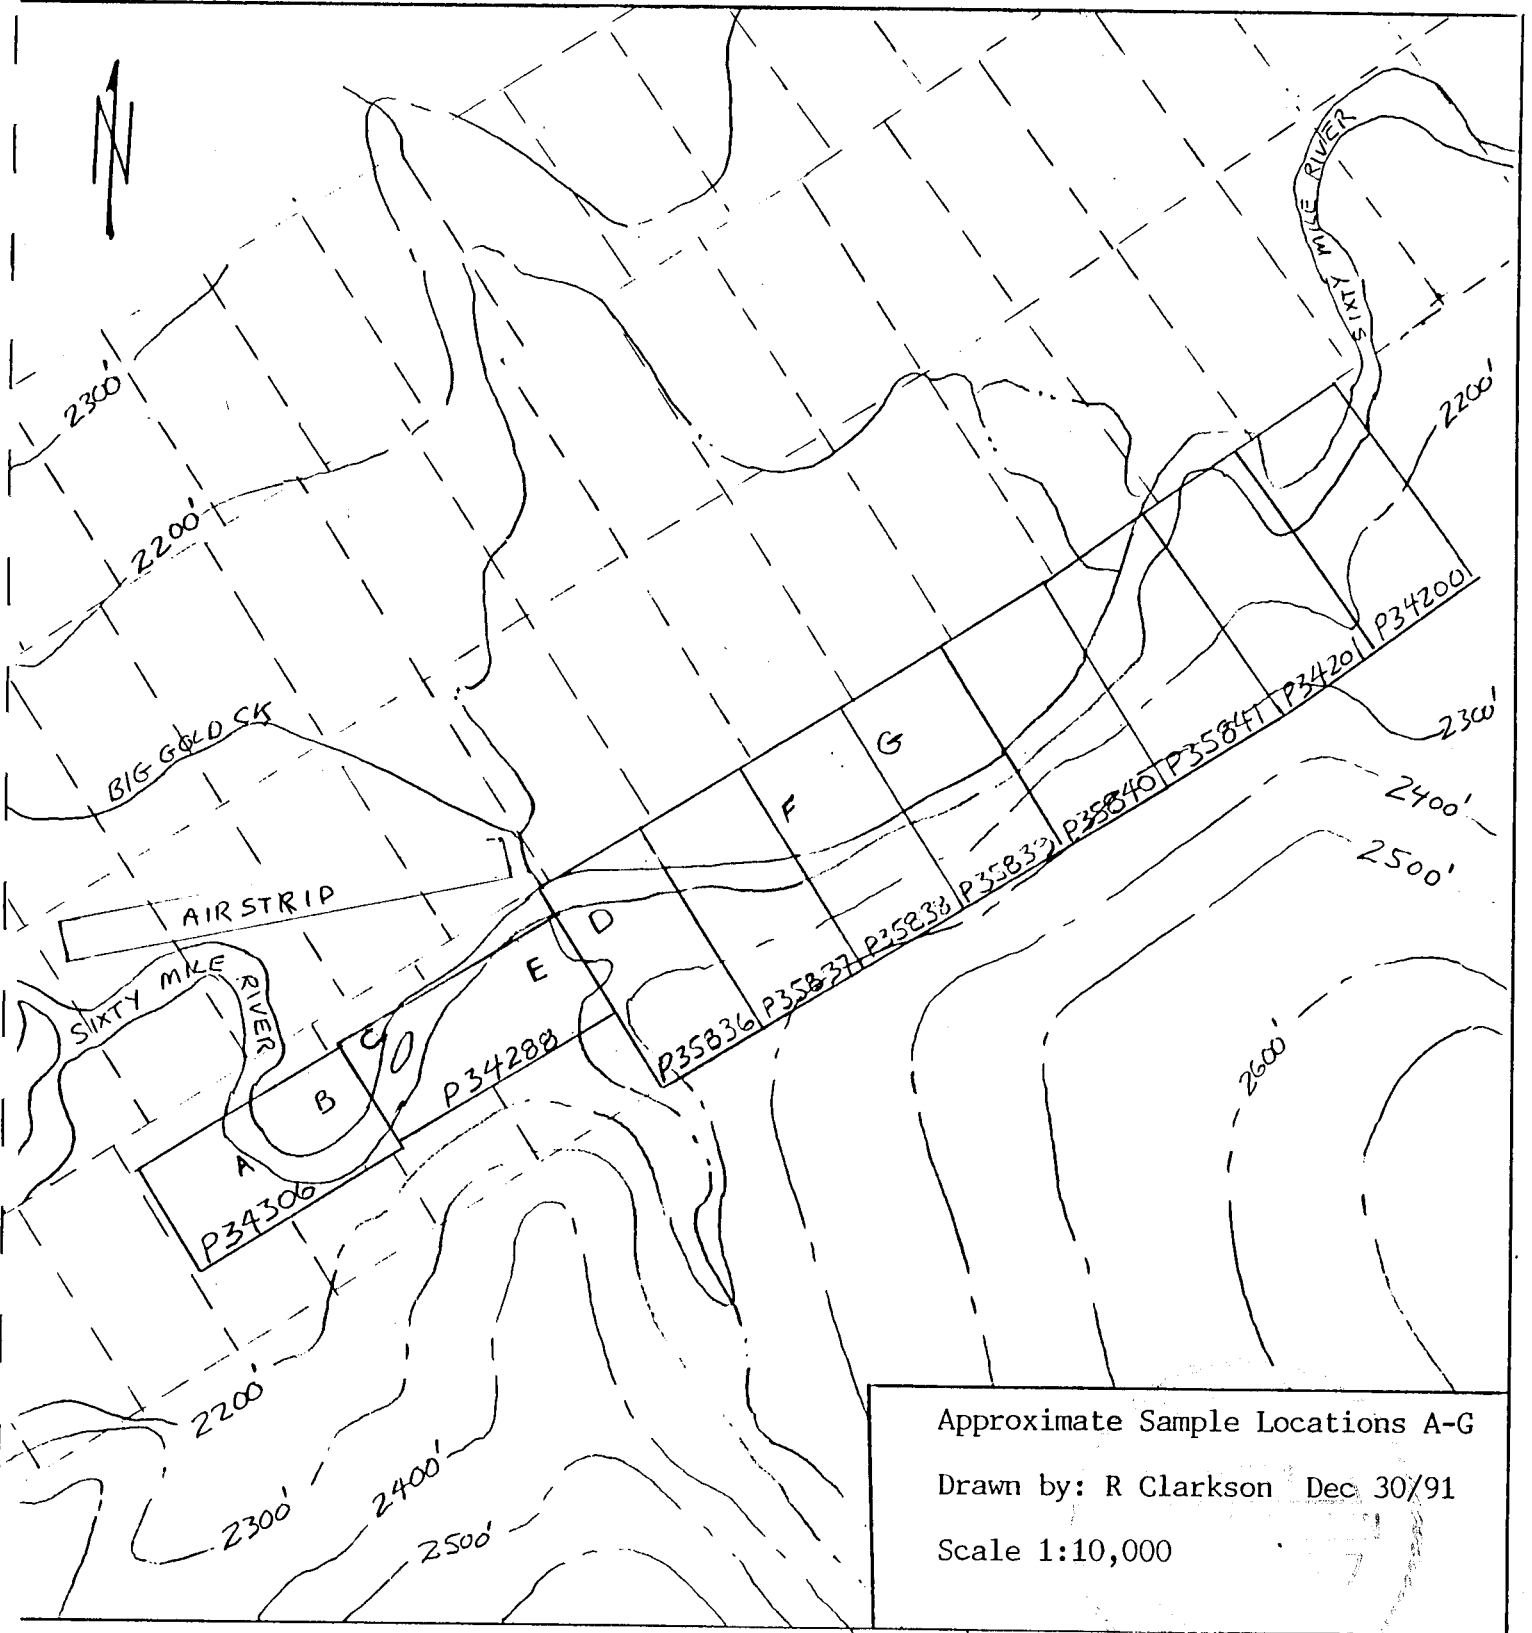 N
SIXTY MILE RIVER
2300'
2200'
2200'
BIG GOLD CK
AIRSTRIP
SIXTY MILE RIVER
A
B
C
D
E
F
G
P34306
P34288
P35836
P35837
P35838
P35839
P35840
P35841
P34201
P34200
2300'
2400'
2500'
2600'
2200'
2300'
2400'
2500'
Approximate Sample Locations A-G
Drawn by: R Clarkson Dec 30/91
Scale 1:10,000